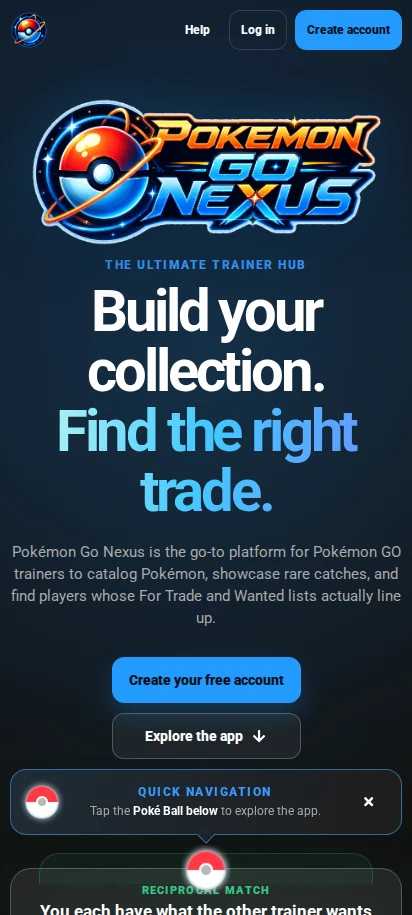 Help
Log in
Create account
POKEMON
GO
NEXUS
THE ULTIMATE TRAINER HUB
Build your
collection.
Find the right
trade.
Pokémon Go Nexus is the go-to platform for Pokémon GO
trainers to catalog Pokémon, showcase rare catches, and
find players whose For Trade and Wanted lists actually line
up.
Create your free account
Explore the app ↓
QUICK NAVIGATION
Tap the Poké Ball below to explore the app.
×
RECIPROCAL MATCH
You each have what the other trainer wants